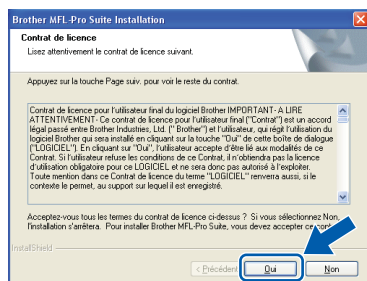 Brother MFL-Pro Suite Installation
Contrat de licence
Lisez attentivement le contrat de licence suivant.
Appuyez sur la touche Page suiv. pour voir le reste du contrat.
Contrat de licence pour l'utilisateur final du logiciel Brother IMPORTANT- A LIRE
ATTENTIVEMENT- Ce contrat de licence pour l'utilisateur final ("Contrat") est un accord
légal passé entre Brother Industries, Ltd. (" Brother") et l'utilisateur, qui régit l'utilisation du
logiciel Brother qui sera installé en cliquant sur la touche "Oui" de cette boîte de dialogue
("LOGICIEL"). En cliquant sur "Oui", l'utilisateur accepte d'être lié aux modalités de ce
Contrat. Si l'utilisateur refuse les conditions de ce Contrat, il n'obtiendra pas la licence
d'utilisation obligatoire pour ce LOGICIEL et ne sera donc pas autorisé à l'exploiter.
Toute mention dans ce Contrat de licence du terme "LOGICIEL" renverra aussi, si le
contexte le permet, au support sur lequel il est enregistré.
Acceptez-vous tous les termes du contrat de licence ci-dessus ? Si vous sélectionnez Non,
l'installation s'arrêtera. Pour installer Brother MFL-Pro Suite, vous devez accepter ce
InstallShield
< Précédent Oui Non